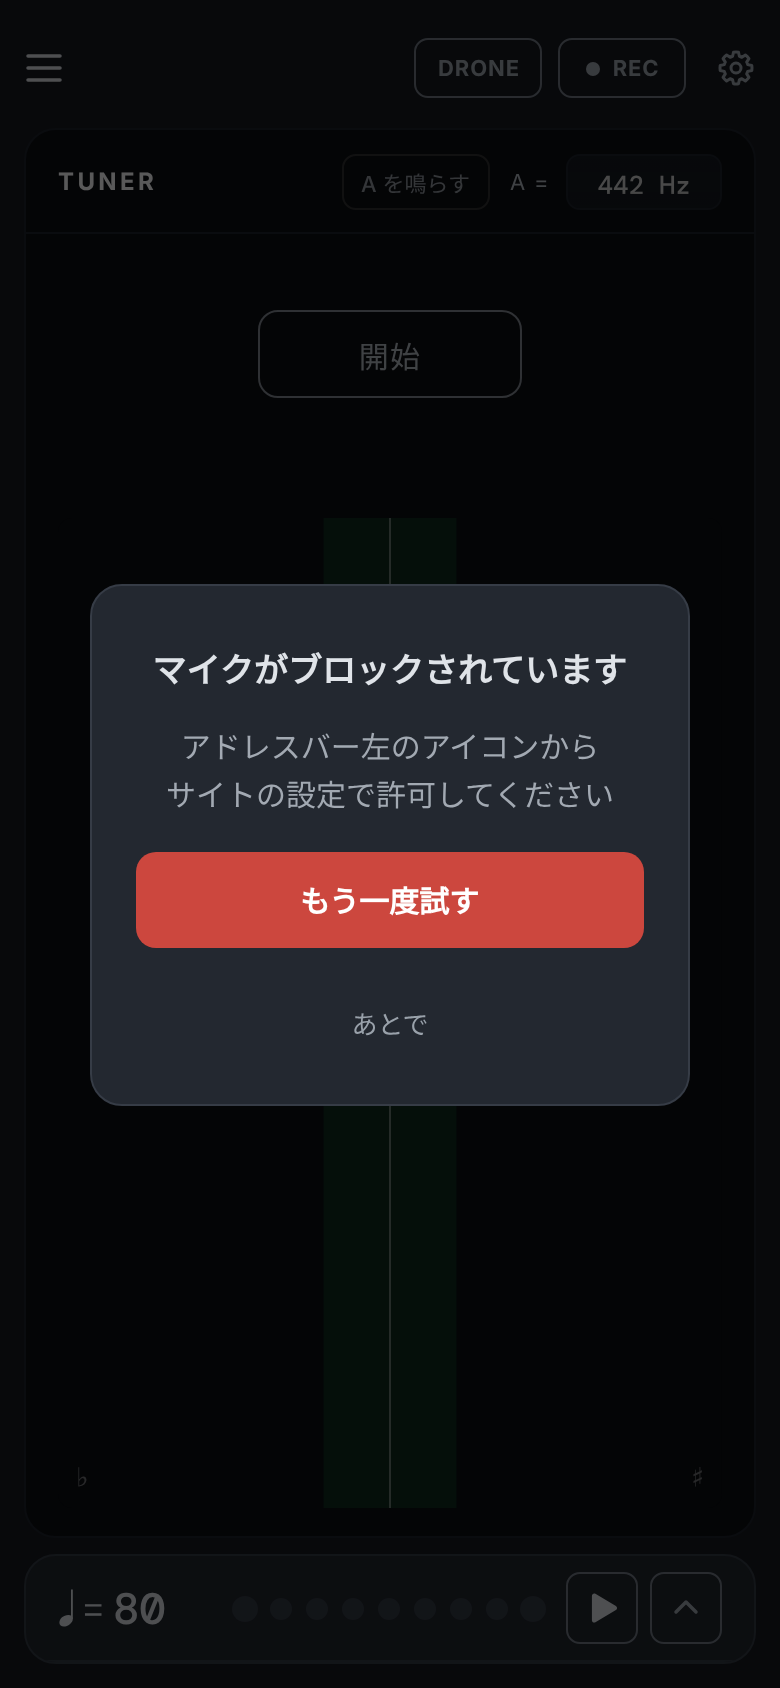 DRONE
REC
TUNER
A を鳴らす
A =
442 Hz
開始
マイクがブロックされています
アドレスバー左のアイコンから
サイトの設定で許可してください
もう一度試す
あとで
♭
♯
♩= 80